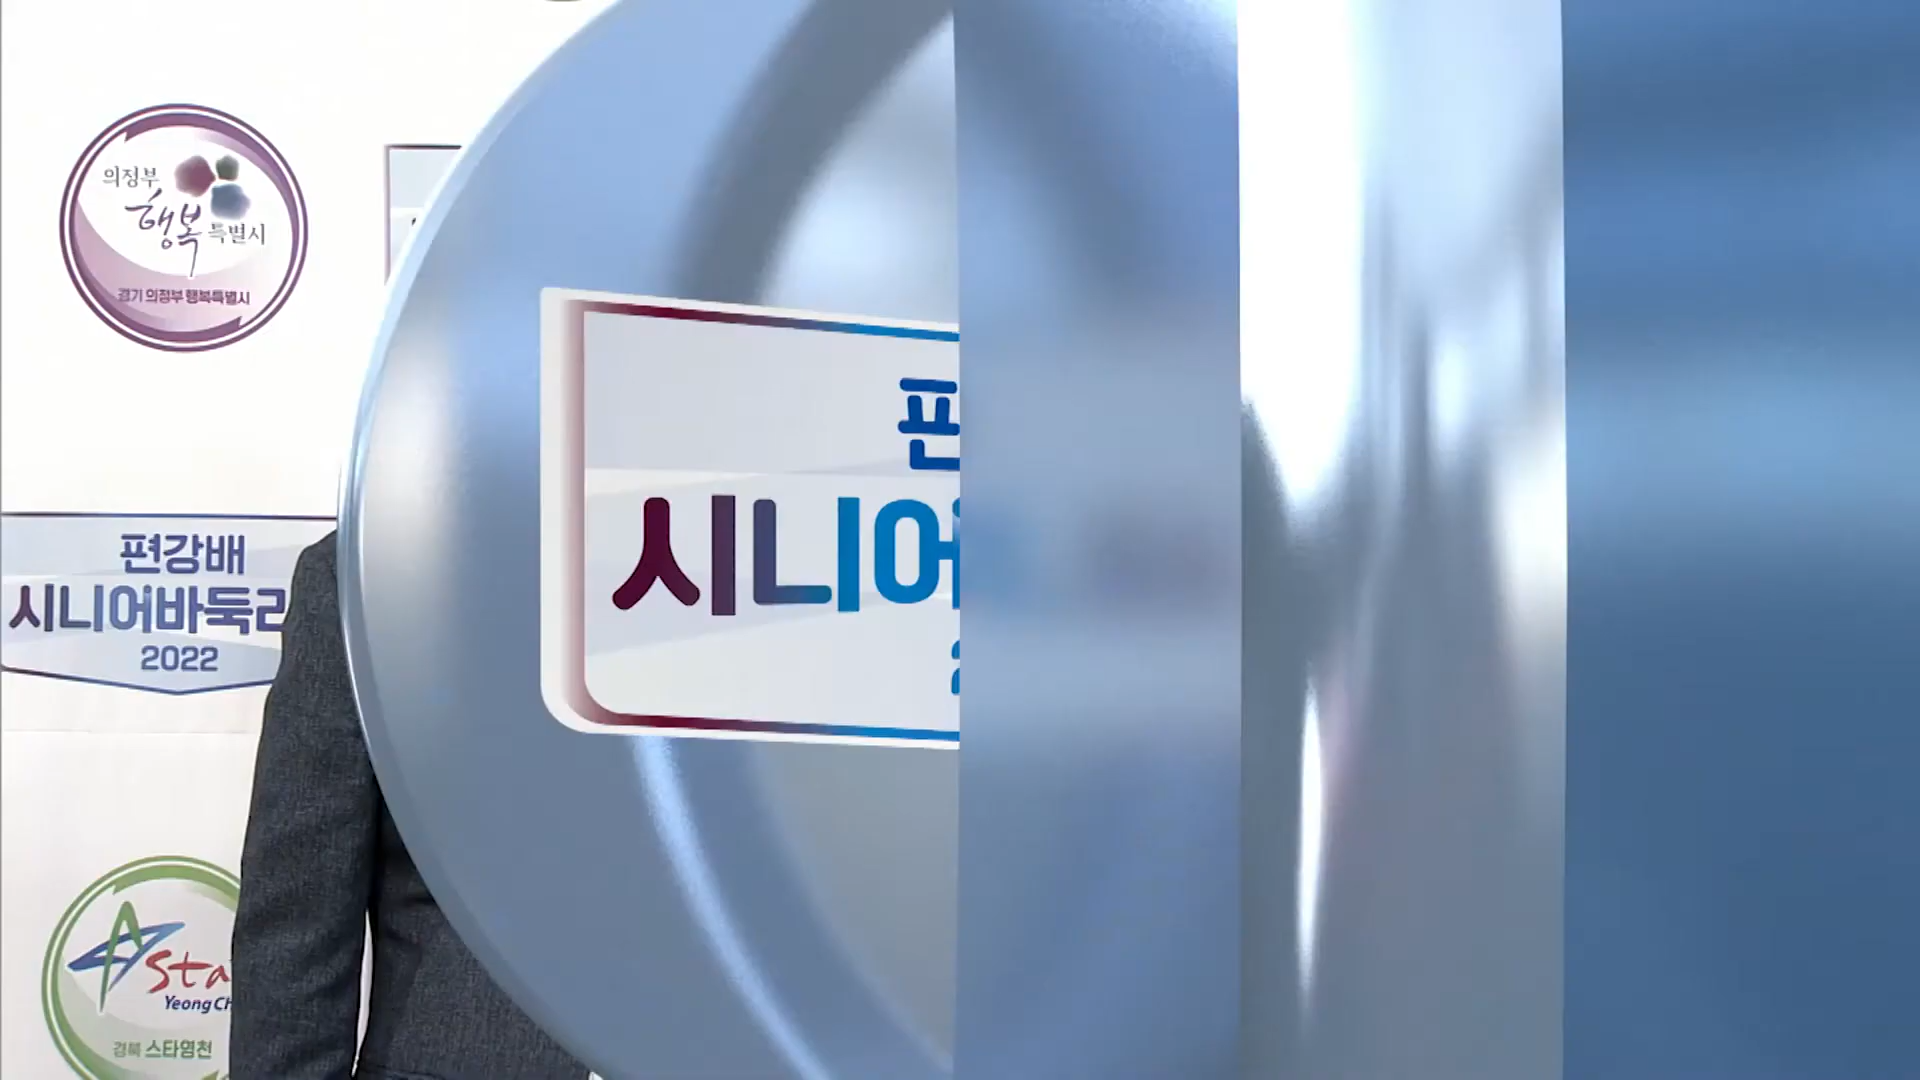 의정부
행복 특별시
경기 의정부 행복특별시
편강배
시니어바둑리
2022
Sta
Yeong Ch
경북 스타영천
편
시니어